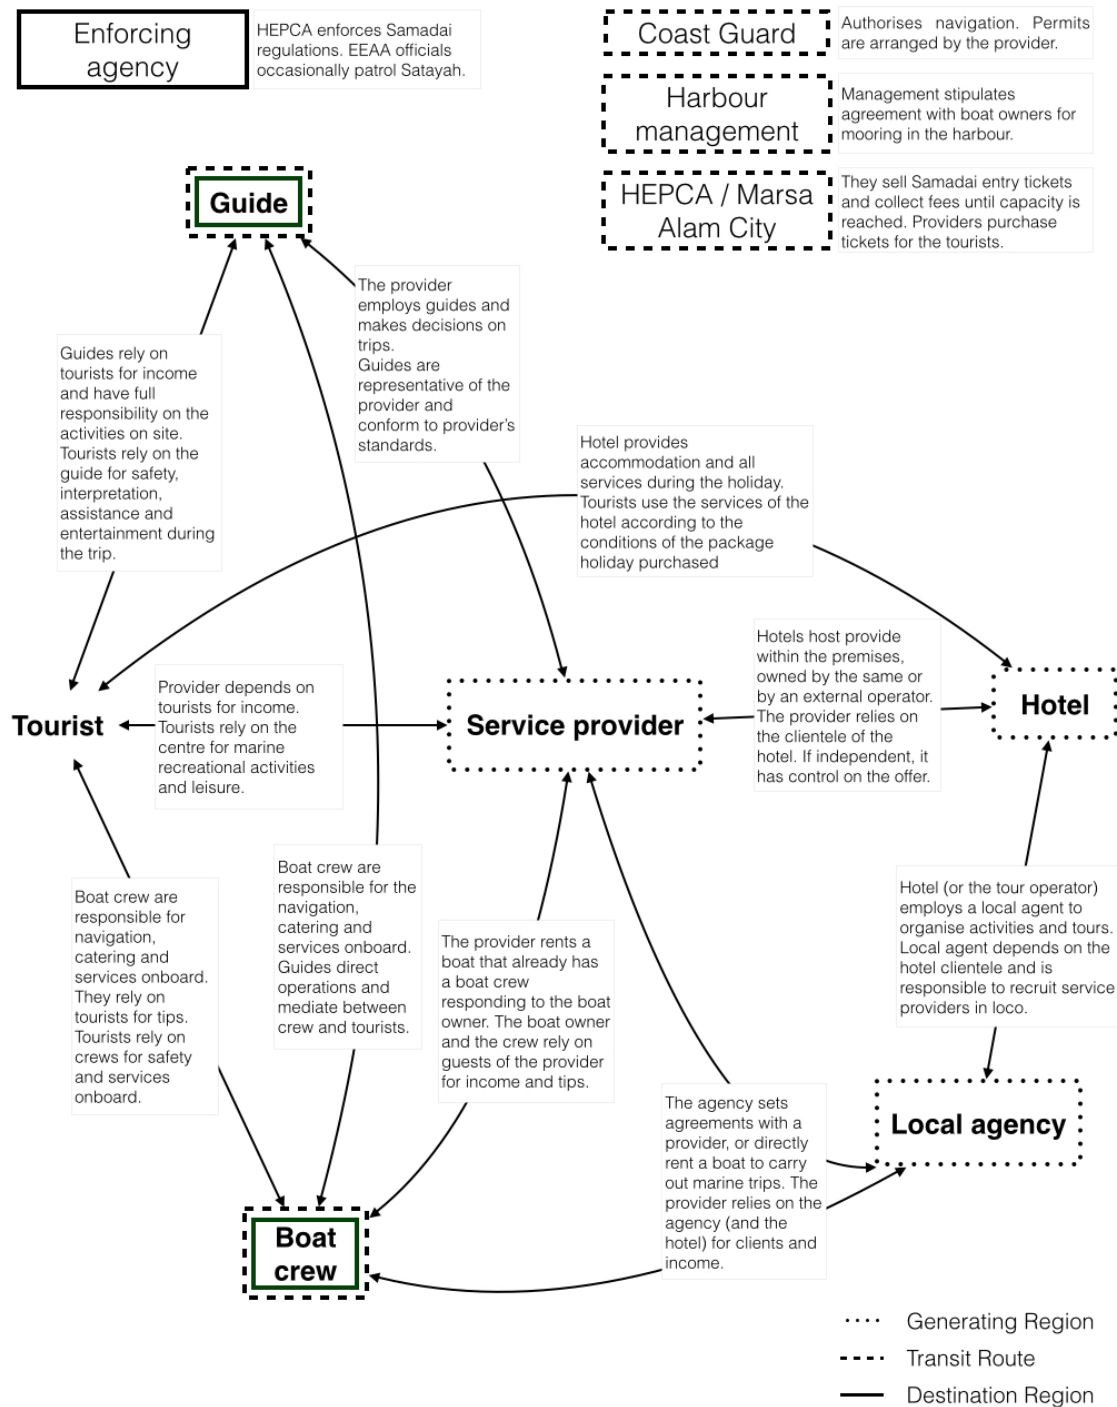 Enforcing
agency
HEPCA enforces Samadai
regulations. EEAA officials
occasionally patrol Satayah.
Coast Guard
Authorises navigation. Permits
are arranged by the provider.
Harbour
management
Management stipulates
agreement with boat owners for
mooring in the harbour.
HEPCA / Marsa
Alam City
They sell Samadai entry tickets
and collect fees until capacity is
reached. Providers purchase
tickets for the tourists.
Guide
The provider
employs guides and
makes decisions on
trips.
Guides are
representative of the
provider and
conform to provider's
standards.
Guides rely on
tourists for income
and have full
responsibility on the
activities on site.
Tourists rely on the
guide for safety,
interpretation,
assistance and
entertainment during
the trip.
Hotel provides
accommodation and all
services during the holiday.
Tourists use the services of the
hotel according to the
conditions of the package
holiday purchased
Hotels host provide
within the premises,
owned by the same or
by an external operator.
The provider relies on
the clientele of the
hotel. If independent, it
has control on the offer.
Tourist
Provider depends on
tourists for income.
Tourists rely on the
centre for marine
recreational activities
and leisure.
Service provider
Hotel
Boat crew are
responsible for
navigation,
catering and
services onboard.
They rely on
tourists for tips.
Tourists rely on
crews for safety
and services
onboard.
Boat crew are
responsible for the
navigation,
catering and
services onboard.
Guides direct
operations and
mediate between
crew and tourists.
The provider rents a
boat that already has
a boat crew
responding to the boat
owner. The boat owner
and the crew rely on
guests of the provider
for income and tips.
Hotel (or the tour operator)
employs a local agent to
organise activities and tours.
Local agent depends on the
hotel clientele and is
responsible to recruit service
providers in loco.
The agency sets
agreements with a
provider, or directly
rent a boat to carry
out marine trips. The
provider relies on the
agency (and the
hotel) for clients and
income.
Local agency
Boat
crew
Generating Region
Transit Route
Destination Region